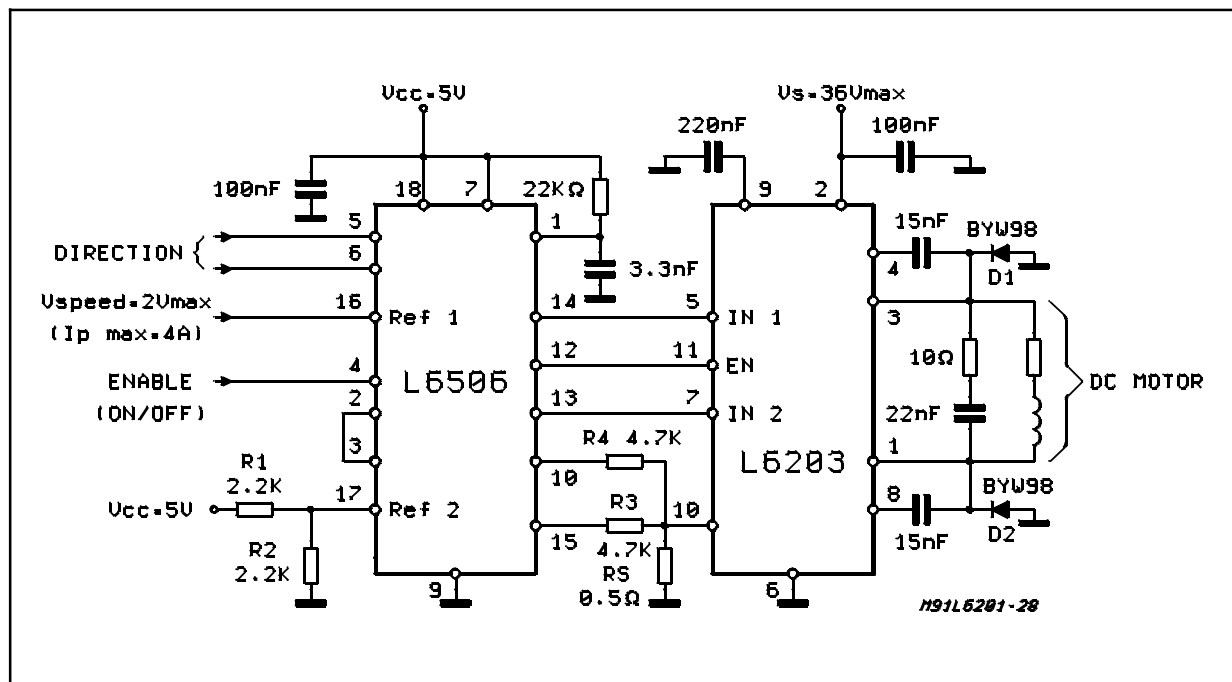 Vcc=5V
Vs=36Vmax
220nF
100nF
100nF
18
7
22KΩ
9
2
5
1
15nF
BYW98
DIRECTION {
6
3.3nF
4
D1
Vspeed=2Vmax
16
Ref 1
14
5
IN 1
3
(Ip max=4A)
12
11
EN
10Ω
4
L6506
ENABLE
DC MOTOR
(ON/OFF)
2
13
7
IN 2
22nF
3
R4 4.7K
1
R1
10
L6203
2.2K
R3
10
8
BYW98
Vcc=5V
17
Ref 2
15
4.7K
15nF
D2
R2
2.2K
RS
0.5Ω
9
6
M91L6201-28